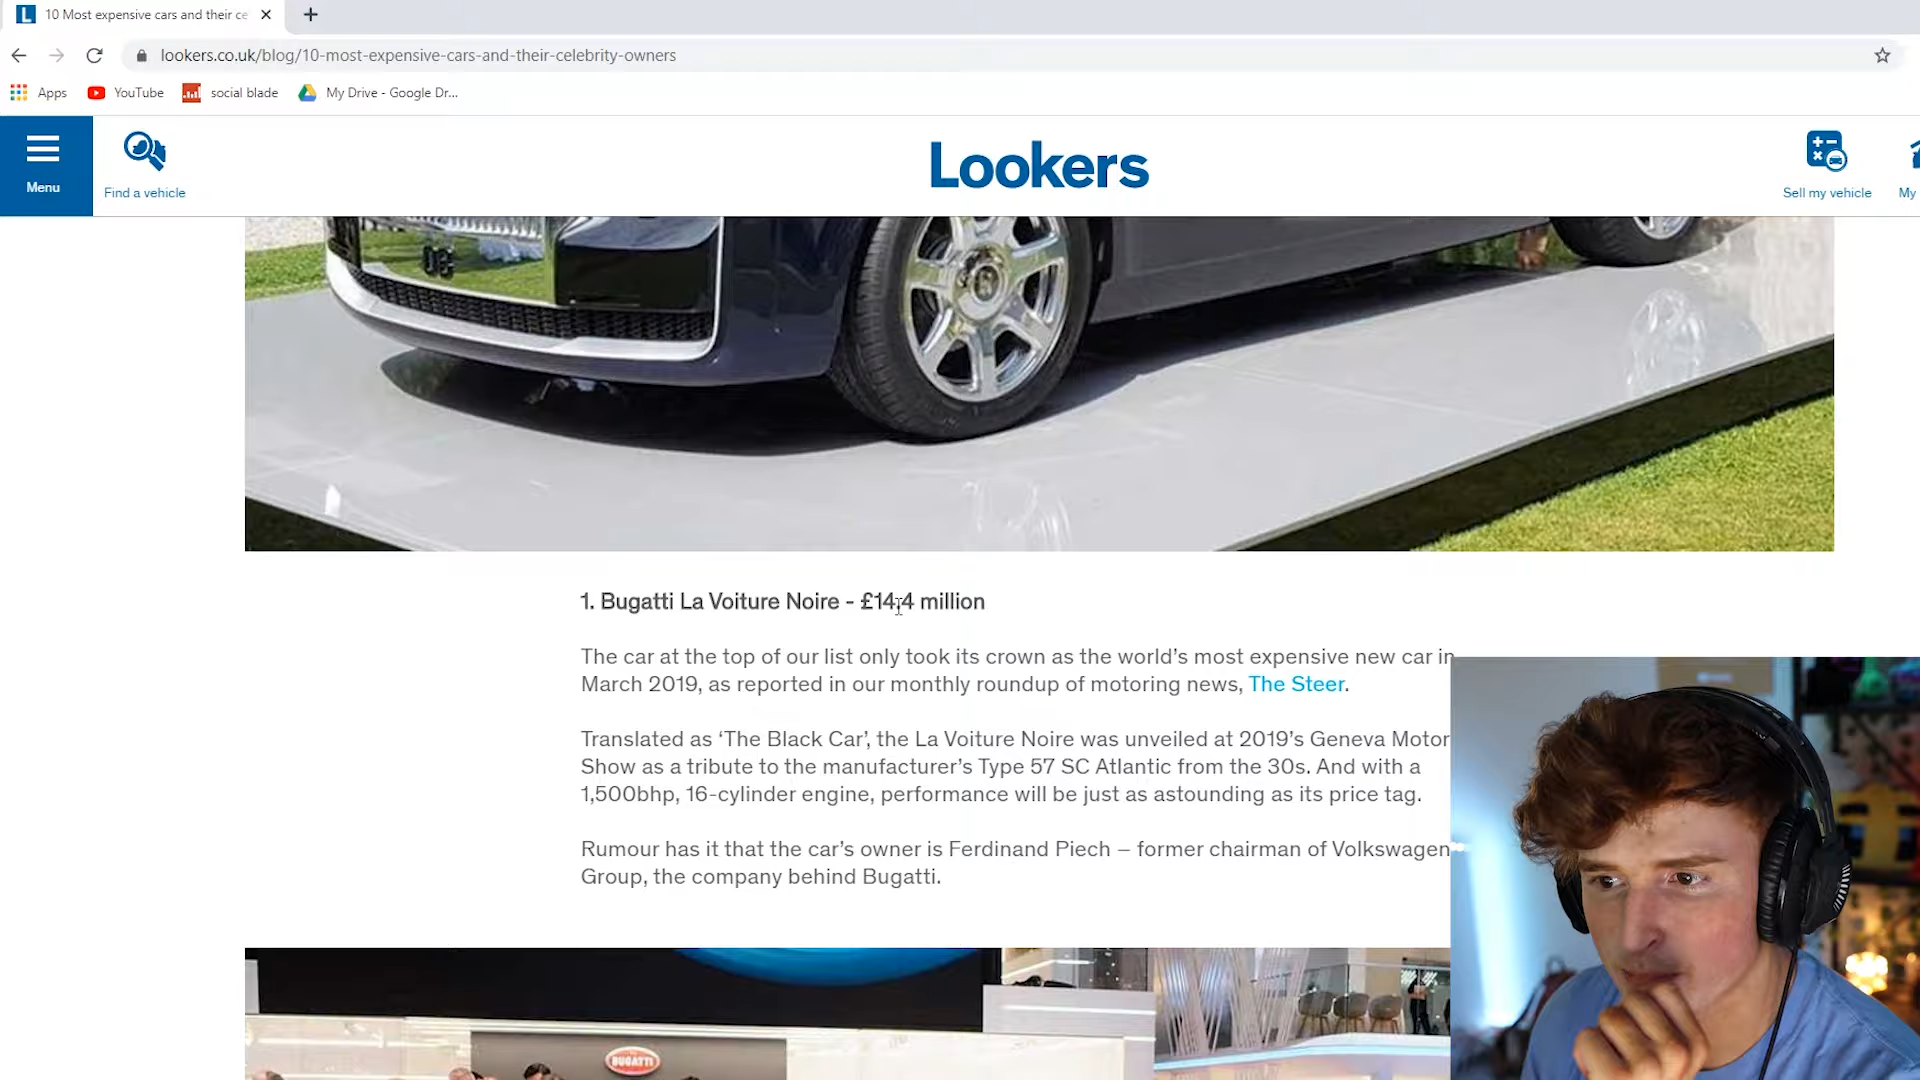 10 Most expensive cars and their ce
lookers.co.uk/blog/10-most-expensive-cars-and-their-celebrity-owners
Apps YouTube social blade My Drive - Google Dr...
Menu
Find a vehicle
Lookers
Sell my vehicle
My
1. Bugatti La Voiture Noire - £14.4 million
The car at the top of our list only took its crown as the world's most expensive new car in
March 2019, as reported in our monthly roundup of motoring news, The Steer.
Translated as ‘The Black Car’, the La Voiture Noire was unveiled at 2019’s Geneva Motor
Show as a tribute to the manufacturer’s Type 57 SC Atlantic from the 30s. And with a
1,500bhp, 16-cylinder engine, performance will be just as astounding as its price tag.
Rumour has it that the car’s owner is Ferdinand Piech – former chairman of Volkswagen
Group, the company behind Bugatti.
BUGATTI